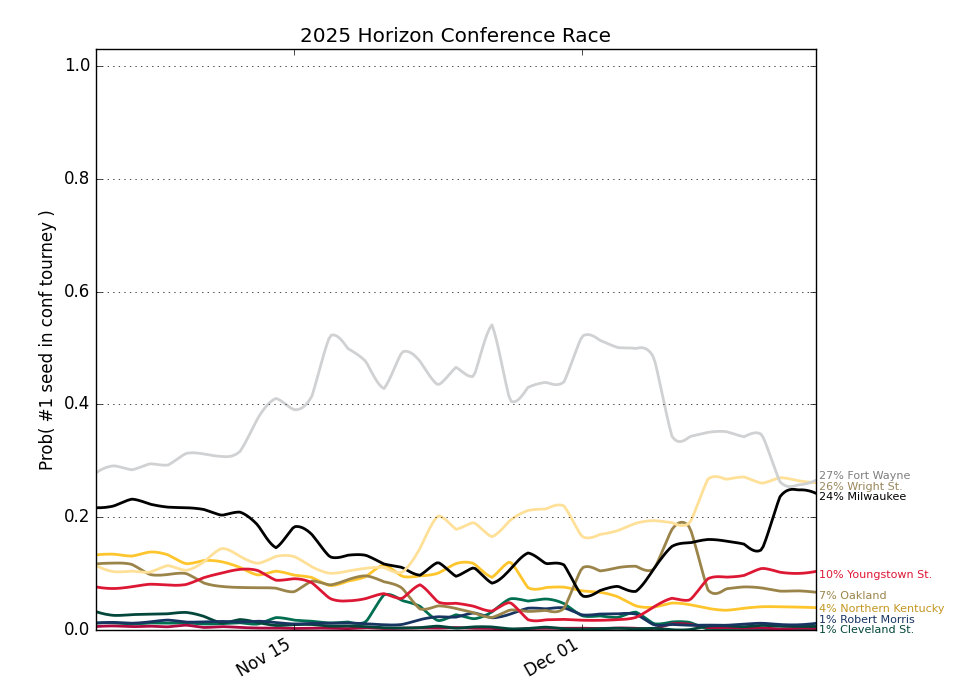 2025 Horizon Conference Race
Prob( #1 seed in conf tourney )
1.0
0.8
0.6
0.4
0.2
0.0
Nov 15
Dec 01
27% Fort Wayne
26% Wright St.
24% Milwaukee
10% Youngstown St.
7% Oakland
4% Northern Kentucky
1% Robert Morris
1% Cleveland St.